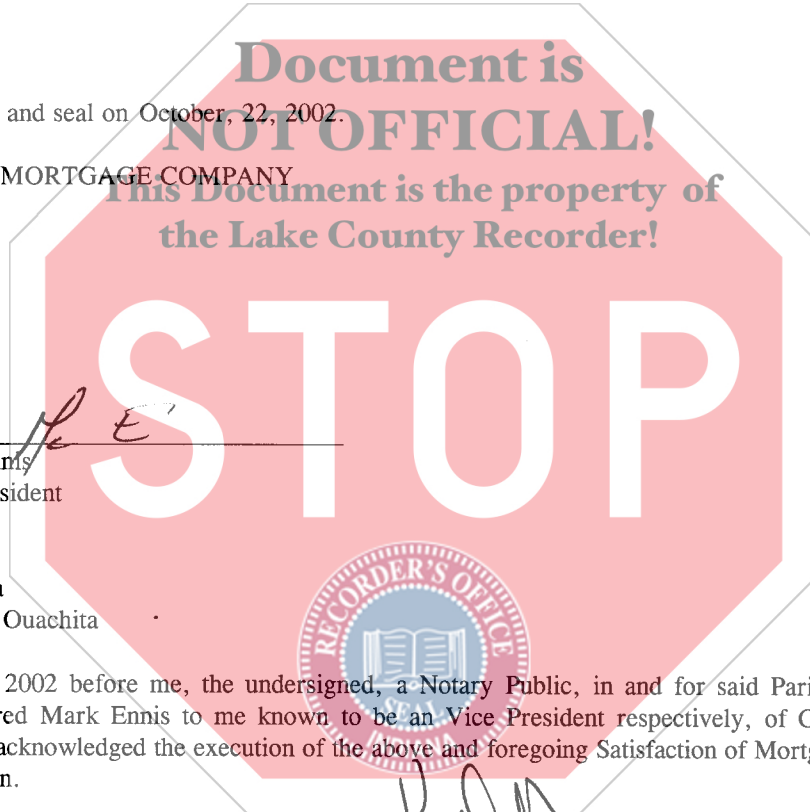 Document is
and seal on October, 22, 2002.
NOT OFFICIAL!
MORTGAGE COMPANY
This Document is the property of
the Lake County Recorder!
STOP
nis
sident
a
Ouachita
RECORDER'S OFFICE
2002 before me, the undersigned, a Notary Public, in and for said Pari
red Mark Ennis to me known to be an Vice President respectively, of C
SEAL
acknowledged the execution of the above and foregoing Satisfaction of Mortg
INDIANA
n.